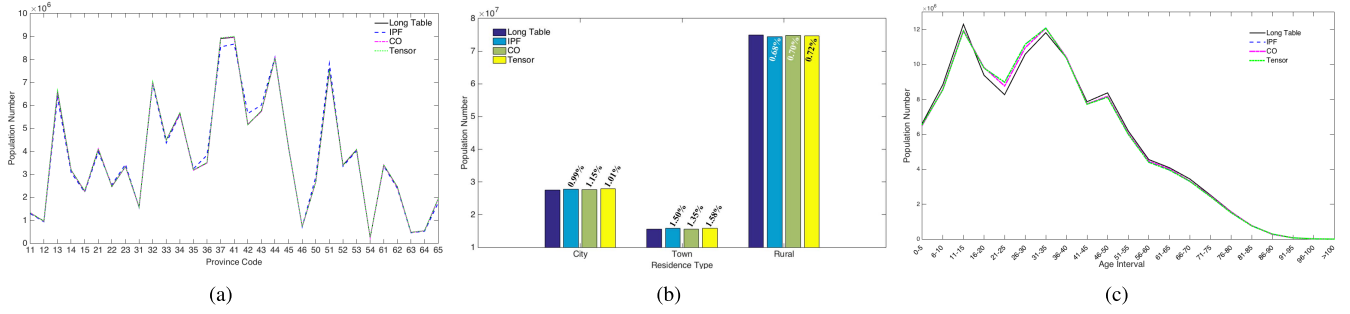 ×10⁶
Population Number
10
9
8
7
6
5
4
3
2
1
0
11 12 13 14 15 21 22 23 31 32 33 34 35 36 37 41 42 43 44 45 46 50 51 52 53 54 61 62 63 64 65
Province Code
Long Table
IPF
CO
Tensor
(a)
×10⁷
Population Number
8
7
6
5
4
3
2
1
Long Table
IPF
CO
Tensor
0.99% 1.15% 1.01%
1.50% 1.35% 1.58%
0.68% 0.70% 0.72%
City Town Rural
Residence Type
(b)
×10⁶
Population Number
12
10
8
6
4
2
0
Long Table
IPF
CO
Tensor
0-5 6-10 11-15 16-20 21-25 26-30 31-35 36-40 41-45 46-50 51-55 56-60 61-65 66-70 71-75 76-80 81-85 86-90 91-95 96-100 >100
Age Interval
(c)